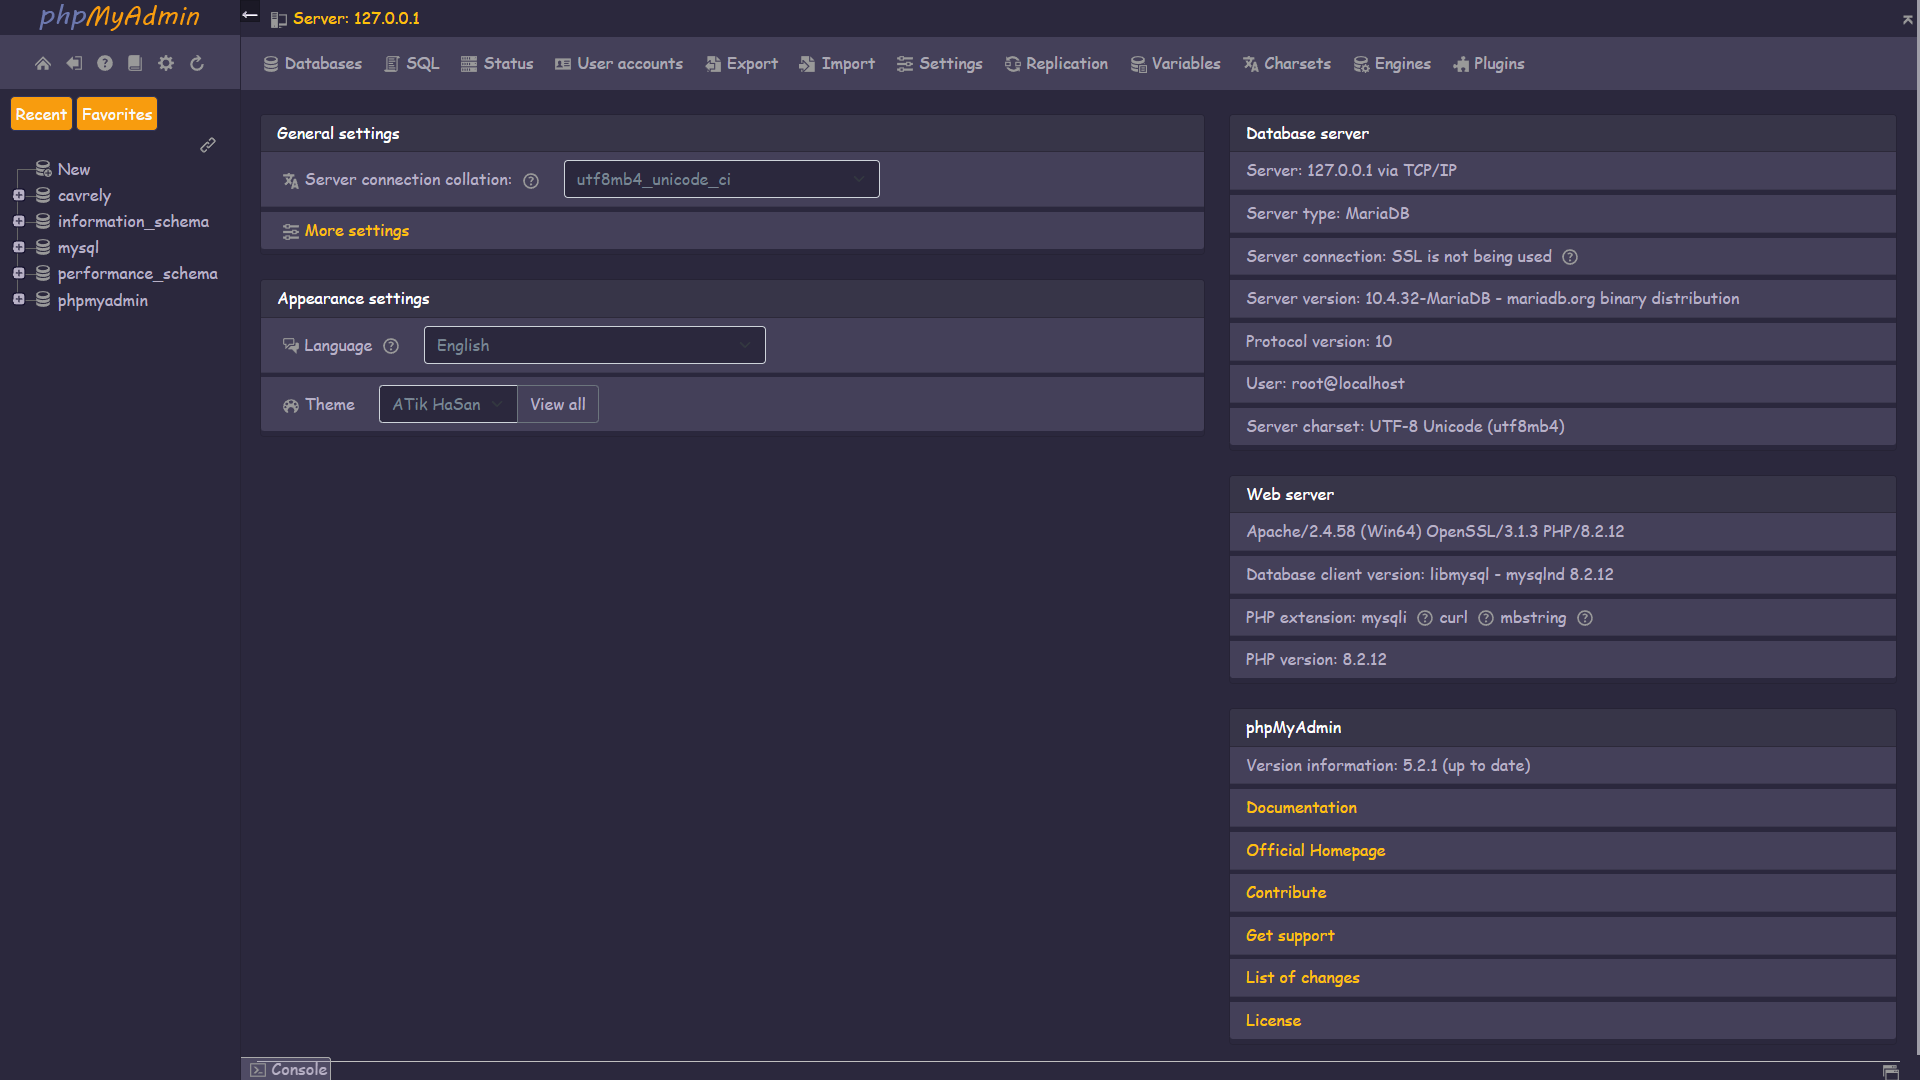 phpMyAdmin
Server: 127.0.0.1
Databases SQL Status User accounts Export Import Settings Replication Variables Charsets Engines Plugins
Recent Favorites
New
cavrely
information_schema
mysql
performance_schema
phpmyadmin
General settings
Server connection collation: utf8mb4_unicode_ci
More settings
Appearance settings
Language English
Theme ATik HaSan View all
Database server
Server: 127.0.0.1 via TCP/IP
Server type: MariaDB
Server connection: SSL is not being used
Server version: 10.4.32-MariaDB - mariadb.org binary distribution
Protocol version: 10
User: root@localhost
Server charset: UTF-8 Unicode (utf8mb4)
Web server
Apache/2.4.58 (Win64) OpenSSL/3.1.3 PHP/8.2.12
Database client version: libmysql - mysqlnd 8.2.12
PHP extension: mysqli curl mbstring
PHP version: 8.2.12
phpMyAdmin
Version information: 5.2.1 (up to date)
Documentation
Official Homepage
Contribute
Get support
List of changes
License
Console